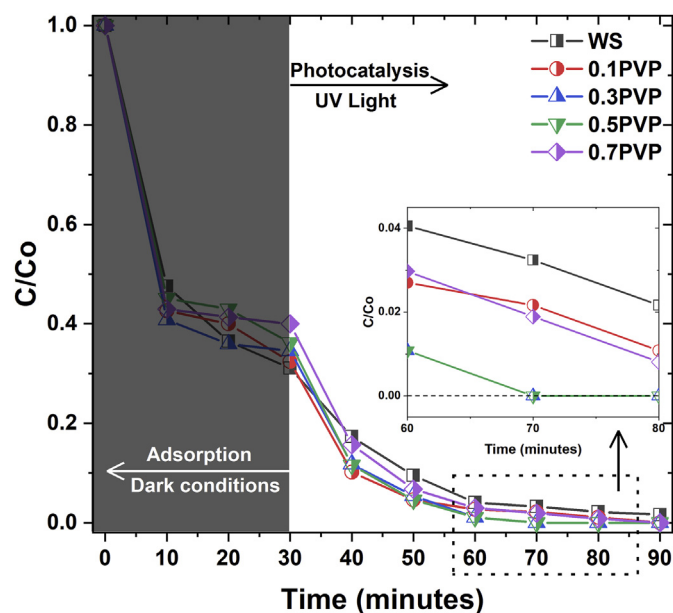 1.0
0.8
0.6
0.4
0.2
0.0
C/Co
0 10 20 30 40 50 60 70 80 90
Time (minutes)
Photocatalysis
UV Light
Adsorption
Dark conditions
WS
0.1PVP
0.3PVP
0.5PVP
0.7PVP
0.04
0.02
0.00
C/Co
60 70 80
Time (minutes)